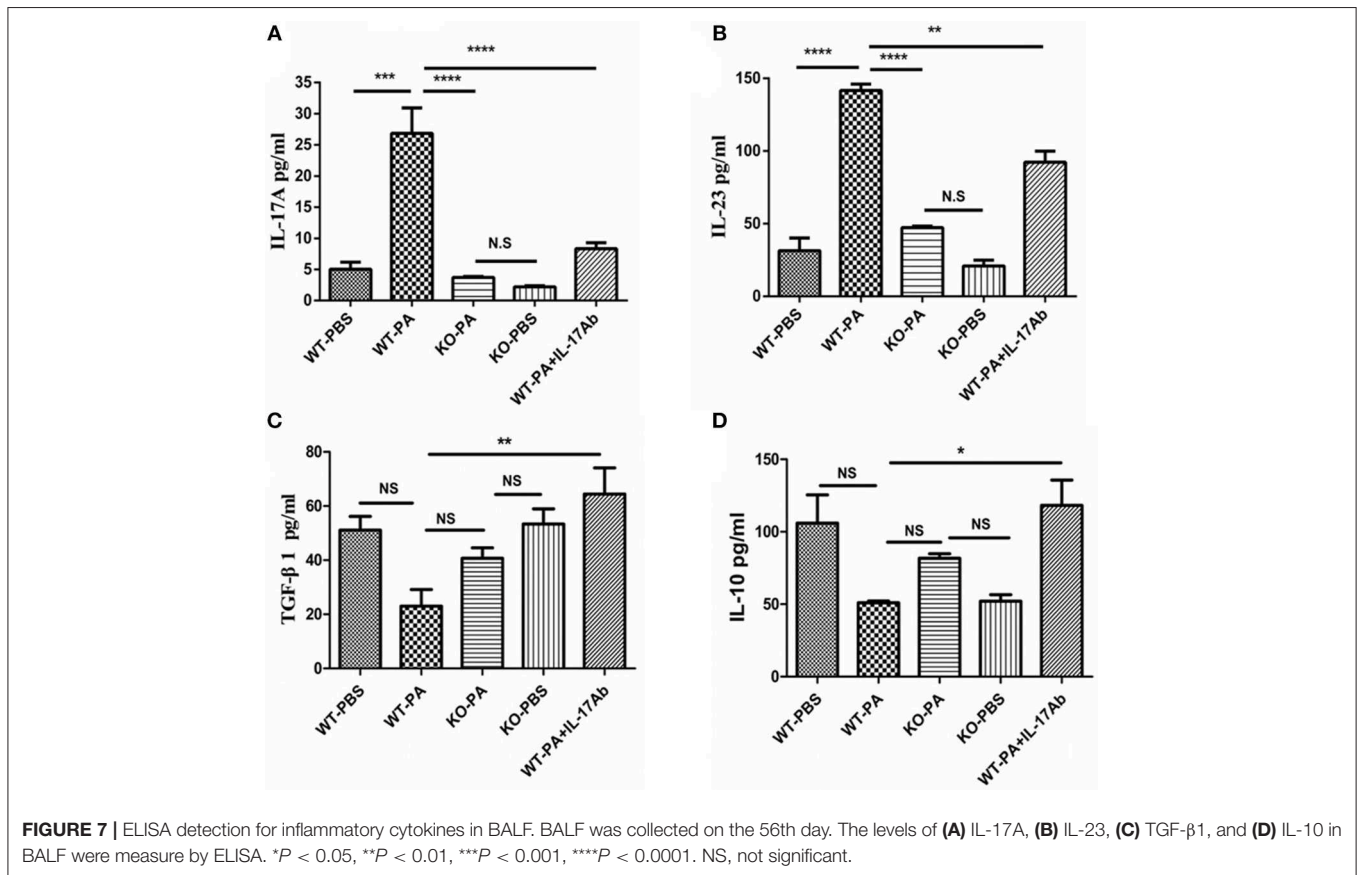 A
****
***
****
N.S
35
30
25
20
15
10
5
0
IL-17A pg/ml
WT-PBS
WT-PA
KO-PA
KO-PBS
WT-PA+IL-17Ab
B
**
****
****
N.S
150
100
50
0
IL-23 pg/ml
WT-PBS
WT-PA
KO-PA
KO-PBS
WT-PA+IL-17Ab
C
**
NS
NS
NS
80
60
40
20
0
TGF-β 1 pg/ml
WT-PBS
WT-PA
KO-PA
KO-PBS
WT-PA+IL-17Ab
D
*
NS
NS
NS
150
100
50
0
IL-10 pg/ml
WT-PBS
WT-PA
KO-PA
KO-PBS
WT-PA+IL-17Ab
FIGURE 7 | ELISA detection for inflammatory cytokines in BALF. BALF was collected on the 56th day. The levels of (A) IL-17A, (B) IL-23, (C) TGF-β1, and (D) IL-10 in
BALF were measure by ELISA. *P < 0.05, **P < 0.01, ***P < 0.001, ****P < 0.0001. NS, not significant.